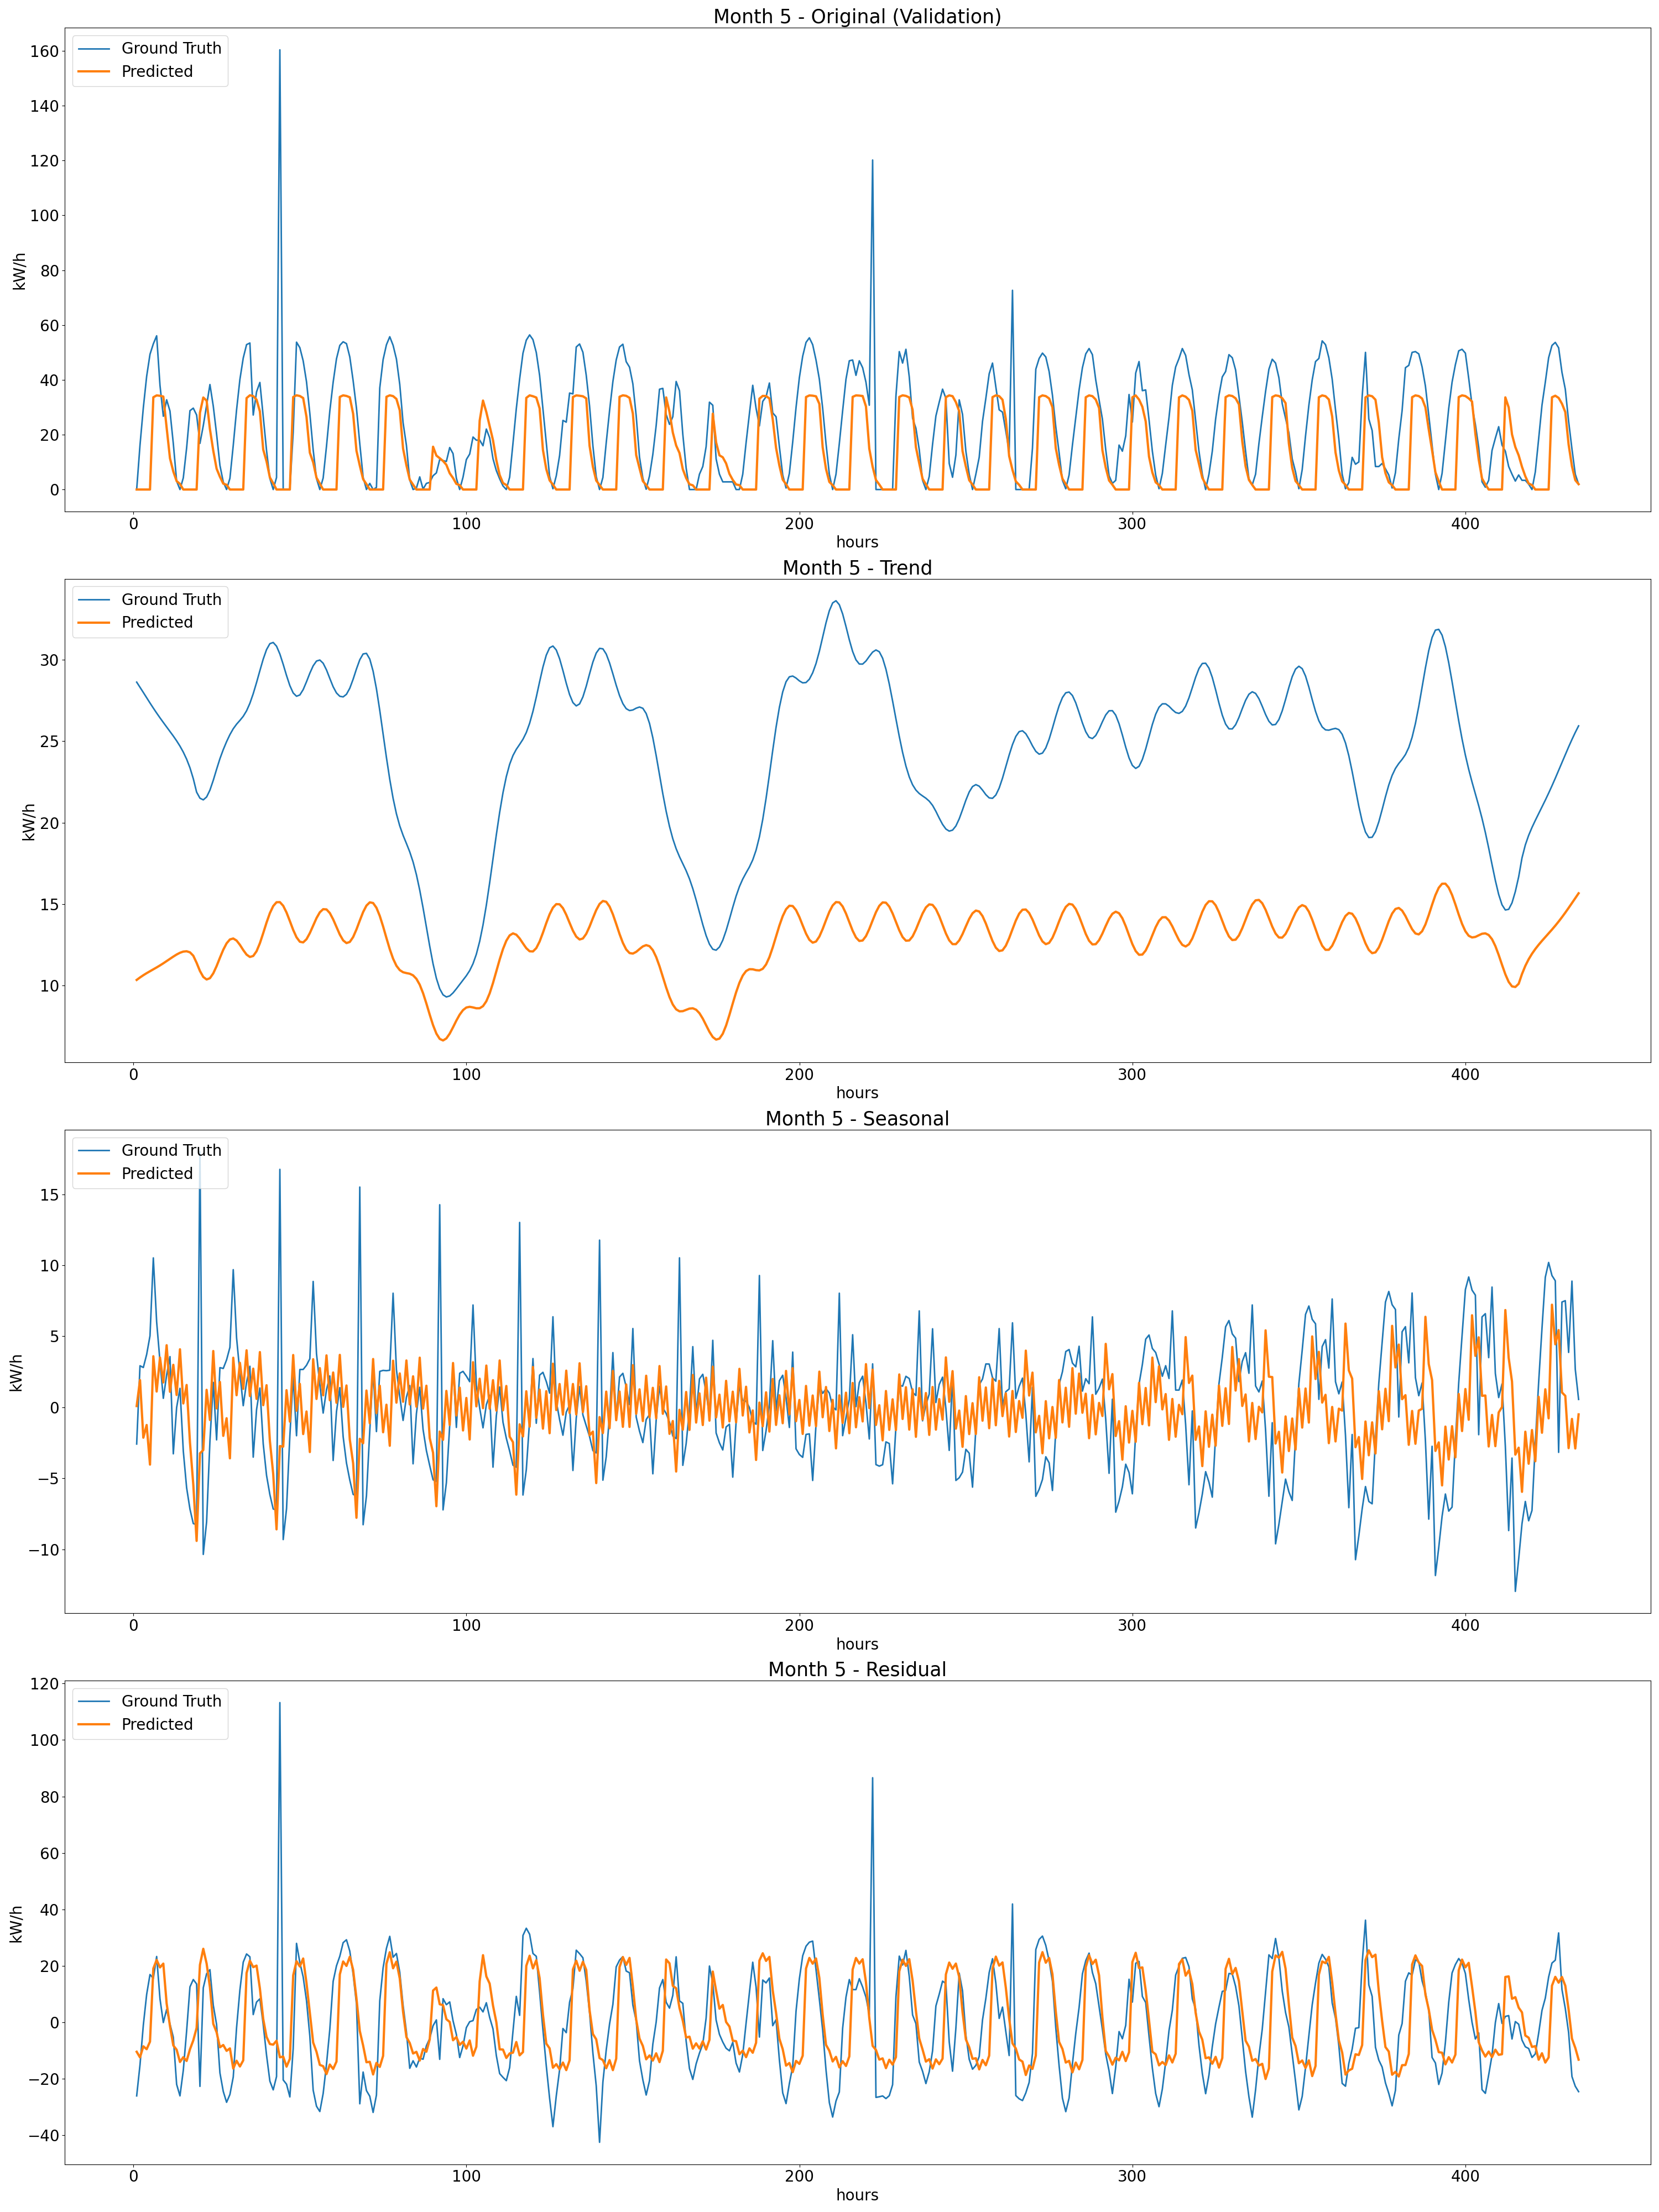 Month 5 - Original (Validation)
Ground Truth
Predicted
160
140
120
100
80
60
40
20
0
kW/h
0 100 200 300 400
hours
Month 5 - Trend
Ground Truth
Predicted
30
25
20
15
10
kW/h
0 100 200 300 400
hours
Month 5 - Seasonal
Ground Truth
Predicted
15
10
5
0
−5
−10
kW/h
0 100 200 300 400
hours
Month 5 - Residual
Ground Truth
Predicted
120
100
80
60
40
20
0
−20
−40
kW/h
0 100 200 300 400
hours